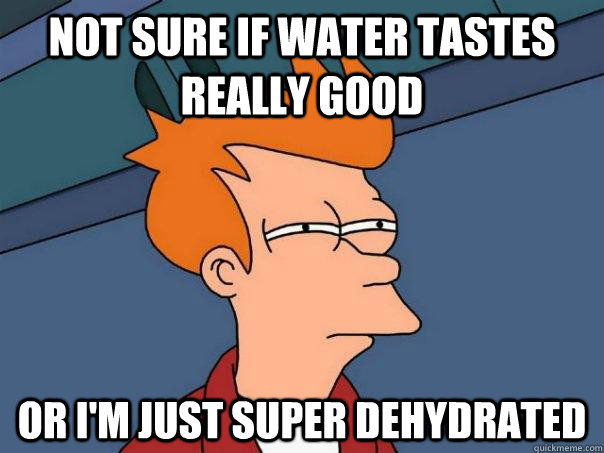 NOT SURE IF WATER TASTES
REALLY GOOD
OR I'M JUST SUPER DEHYDRATED
quickmeme.com